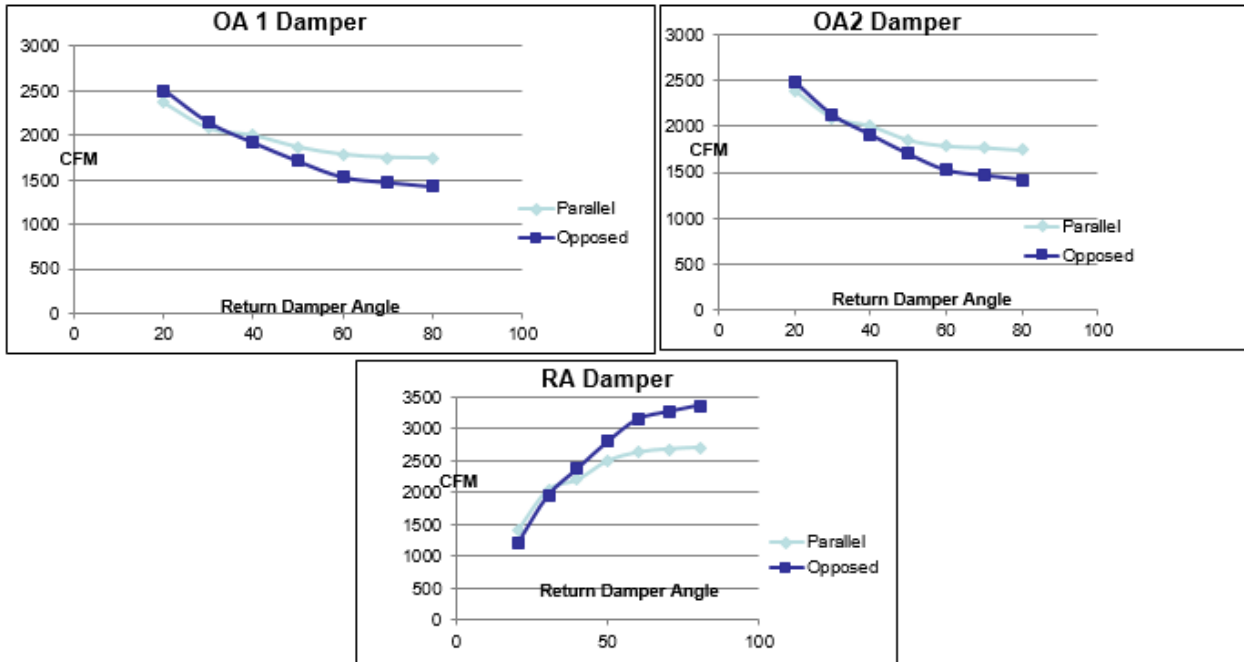 OA 1 Damper
3000
2500
2000
CFM
1500
1000
500
0
Parallel
Opposed
Return Damper Angle
0 20 40 60 80 100
OA2 Damper
3000
2500
2000
CFM
1500
1000
500
0
Parallel
Opposed
Return Damper Angle
0 20 40 60 80 100
RA Damper
3500
3000
2500
CFM
2000
1500
1000
500
0
Parallel
Opposed
Return Damper Angle
0 50 100